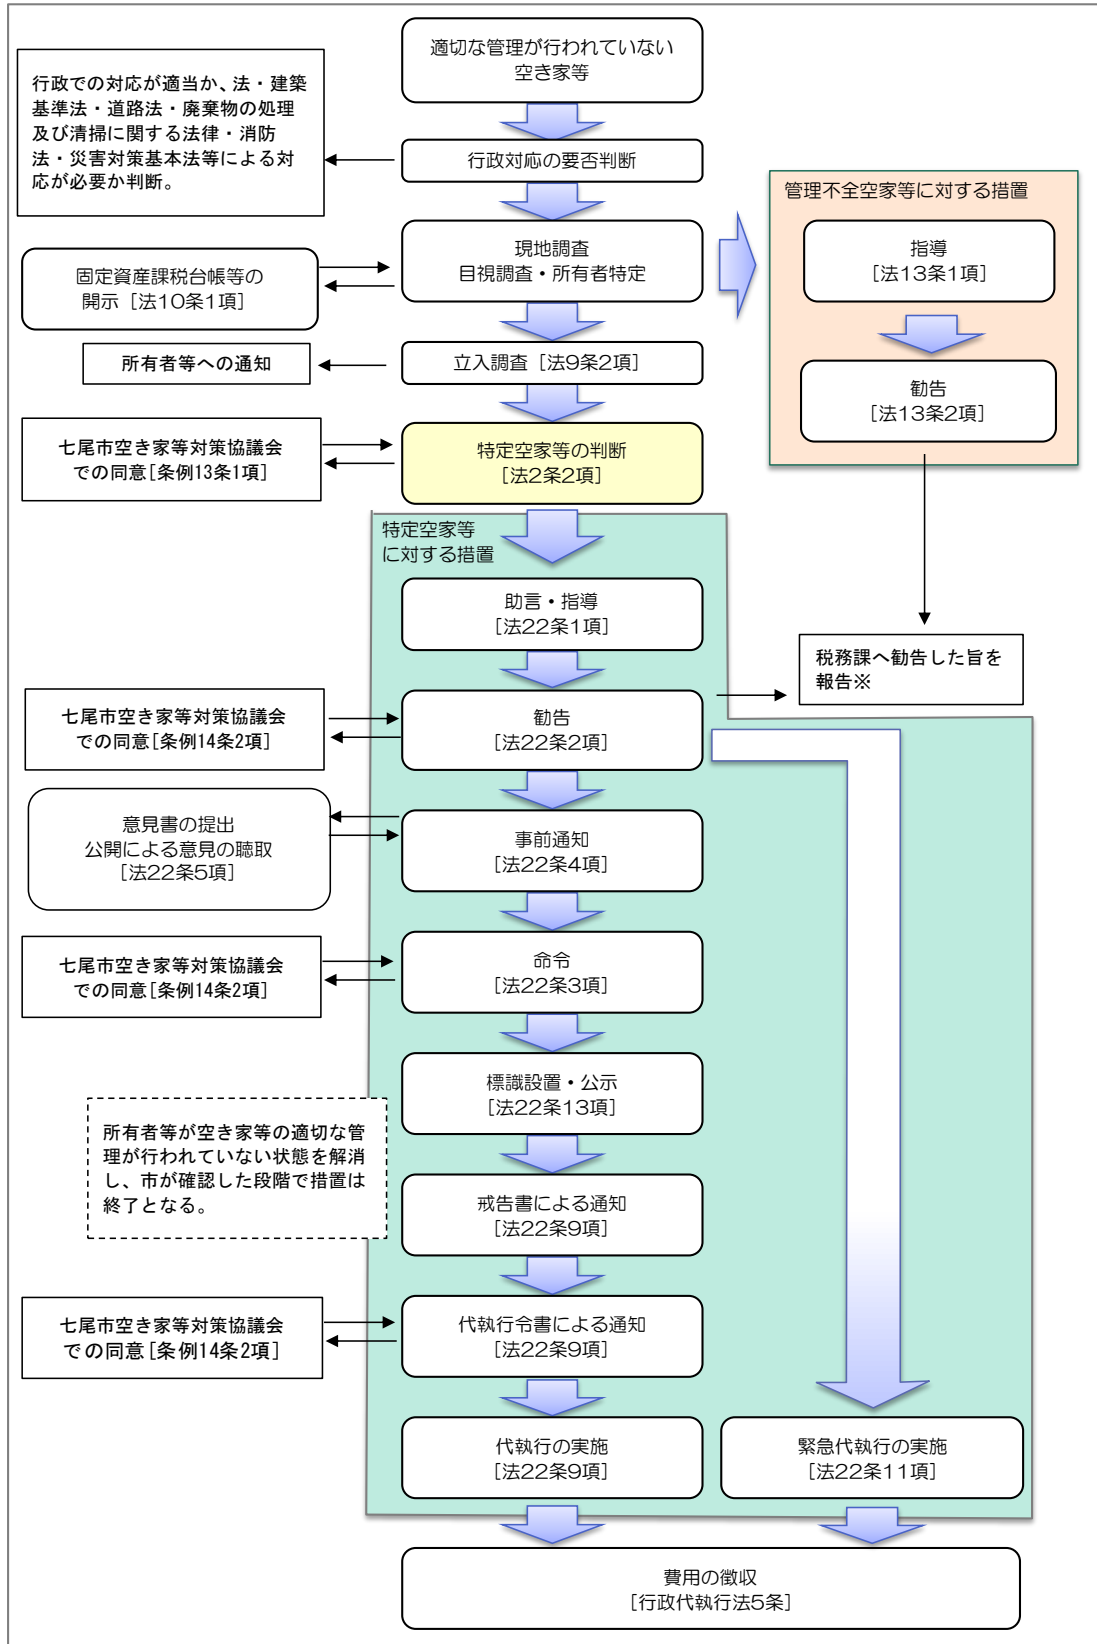 適切な管理が行われていない
空き家等
行政での対応が適当か、法・建築
基準法・道路法・廃棄物の処理
及び清掃に関する法律・消防
法・災害対策基本法等による対
応が必要か判断。
行政対応の要否判断
管理不全空家等に対する措置
現地調査
目視調査・所有者特定
指導
[法13条1項]
固定資産課税台帳等の
開示[法10条1項]
所有者等への通知
立入調査[法9条2項]
勧告
[法13条2項]
七尾市空き家等対策協議会
での同意[条例13条1項]
特定空家等の判断
[法2条2項]
特定空家等
に対する措置
助言・指導
[法22条1項]
税務課へ勧告した旨を
報告※
七尾市空き家等対策協議会
での同意[条例14条2項]
勧告
[法22条2項]
意見書の提出
公開による意見の聴取
[法22条5項]
事前通知
[法22条4項]
七尾市空き家等対策協議会
での同意[条例14条2項]
命令
[法22条3項]
標識設置・公示
[法22条13項]
所有者等が空き家等の適切な管
理が行われていない状態を解消
し、市が確認した段階で措置は
終了となる。
戒告書による通知
[法22条9項]
七尾市空き家等対策協議会
での同意[条例14条2項]
代執行令書による通知
[法22条9項]
代執行の実施
[法22条9項]
緊急代執行の実施
[法22条11項]
費用の徴収
[行政代執行法5条]